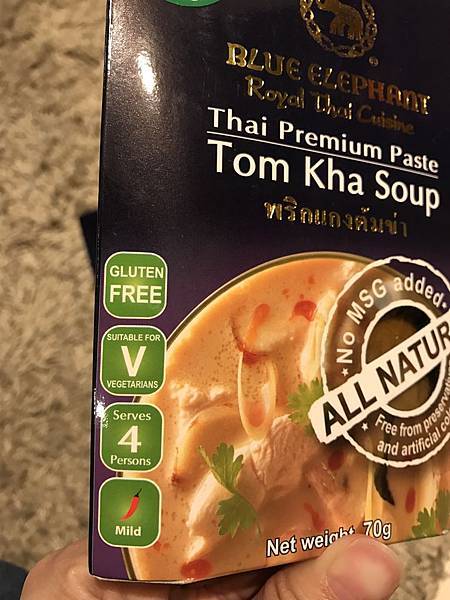 BLUE ELEPHANT
Royal Thai Cuisine
Thai Premium Paste
Tom Kha Soup
พริกแกงต้มข่า
GLUTEN
FREE
SUITABLE FOR
V
VEGETARIANS
Serves
4
Persons
Mild
No MSG added
ALL NATUR
Free from preservativ
and artificial co
Net weight 70g